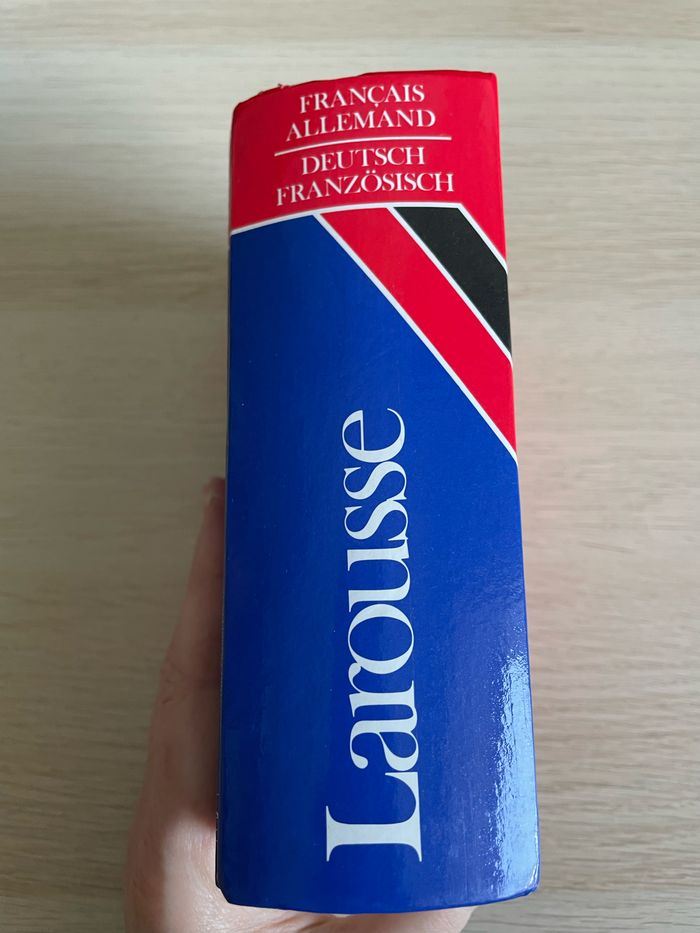 FRANÇAIS
ALLEMAND
DEUTSCH
FRANZÖSISCH
Larousse